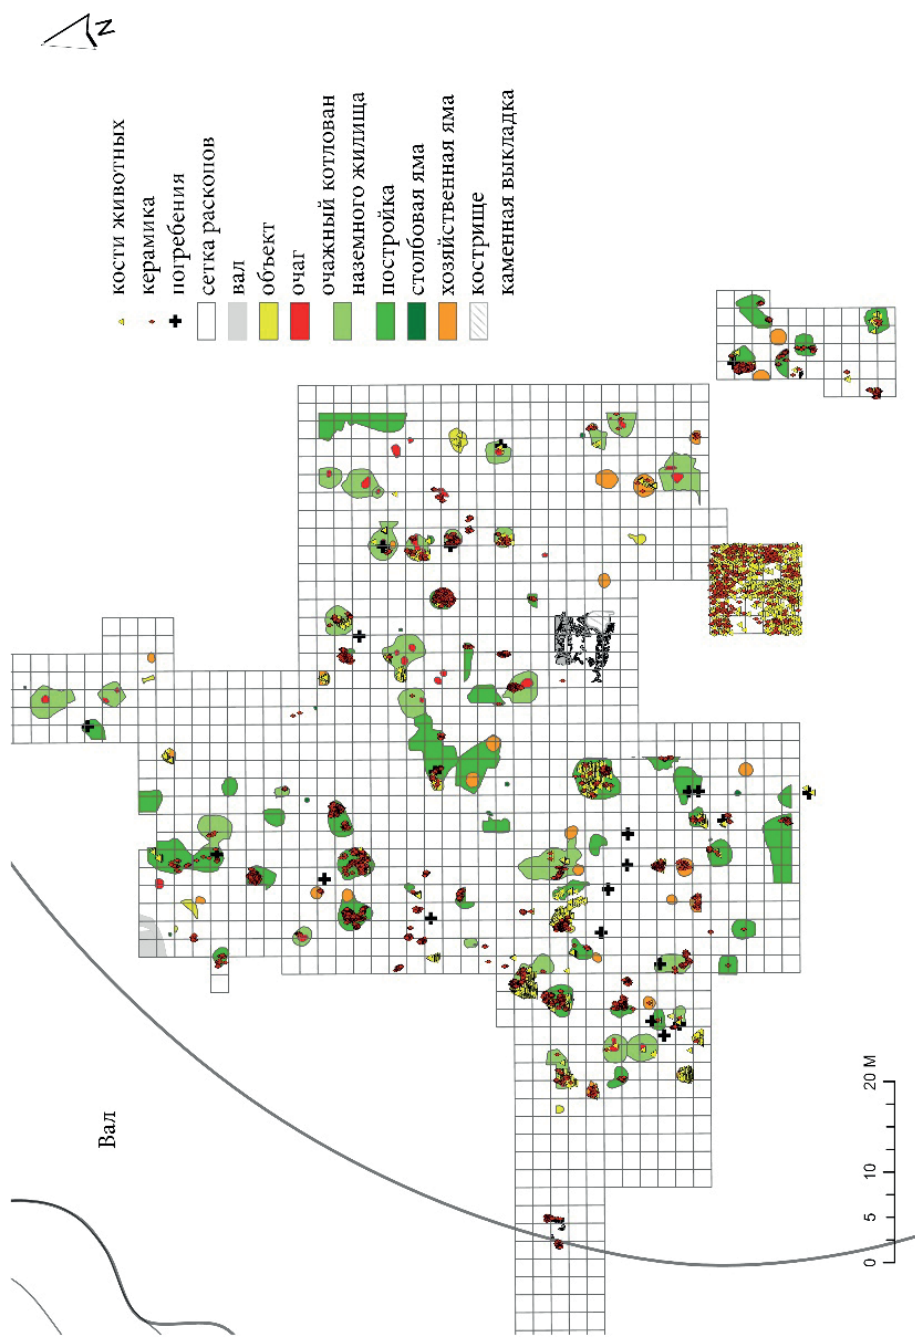 N
кости животных
керамика
погребения
сетка раскопов
вал
объект
очаг
очажный котлован
наземного жилища
постройка
столбовая яма
хозяйственная яма
кострище
каменная выкладка
Вал
0 5 10 20 М